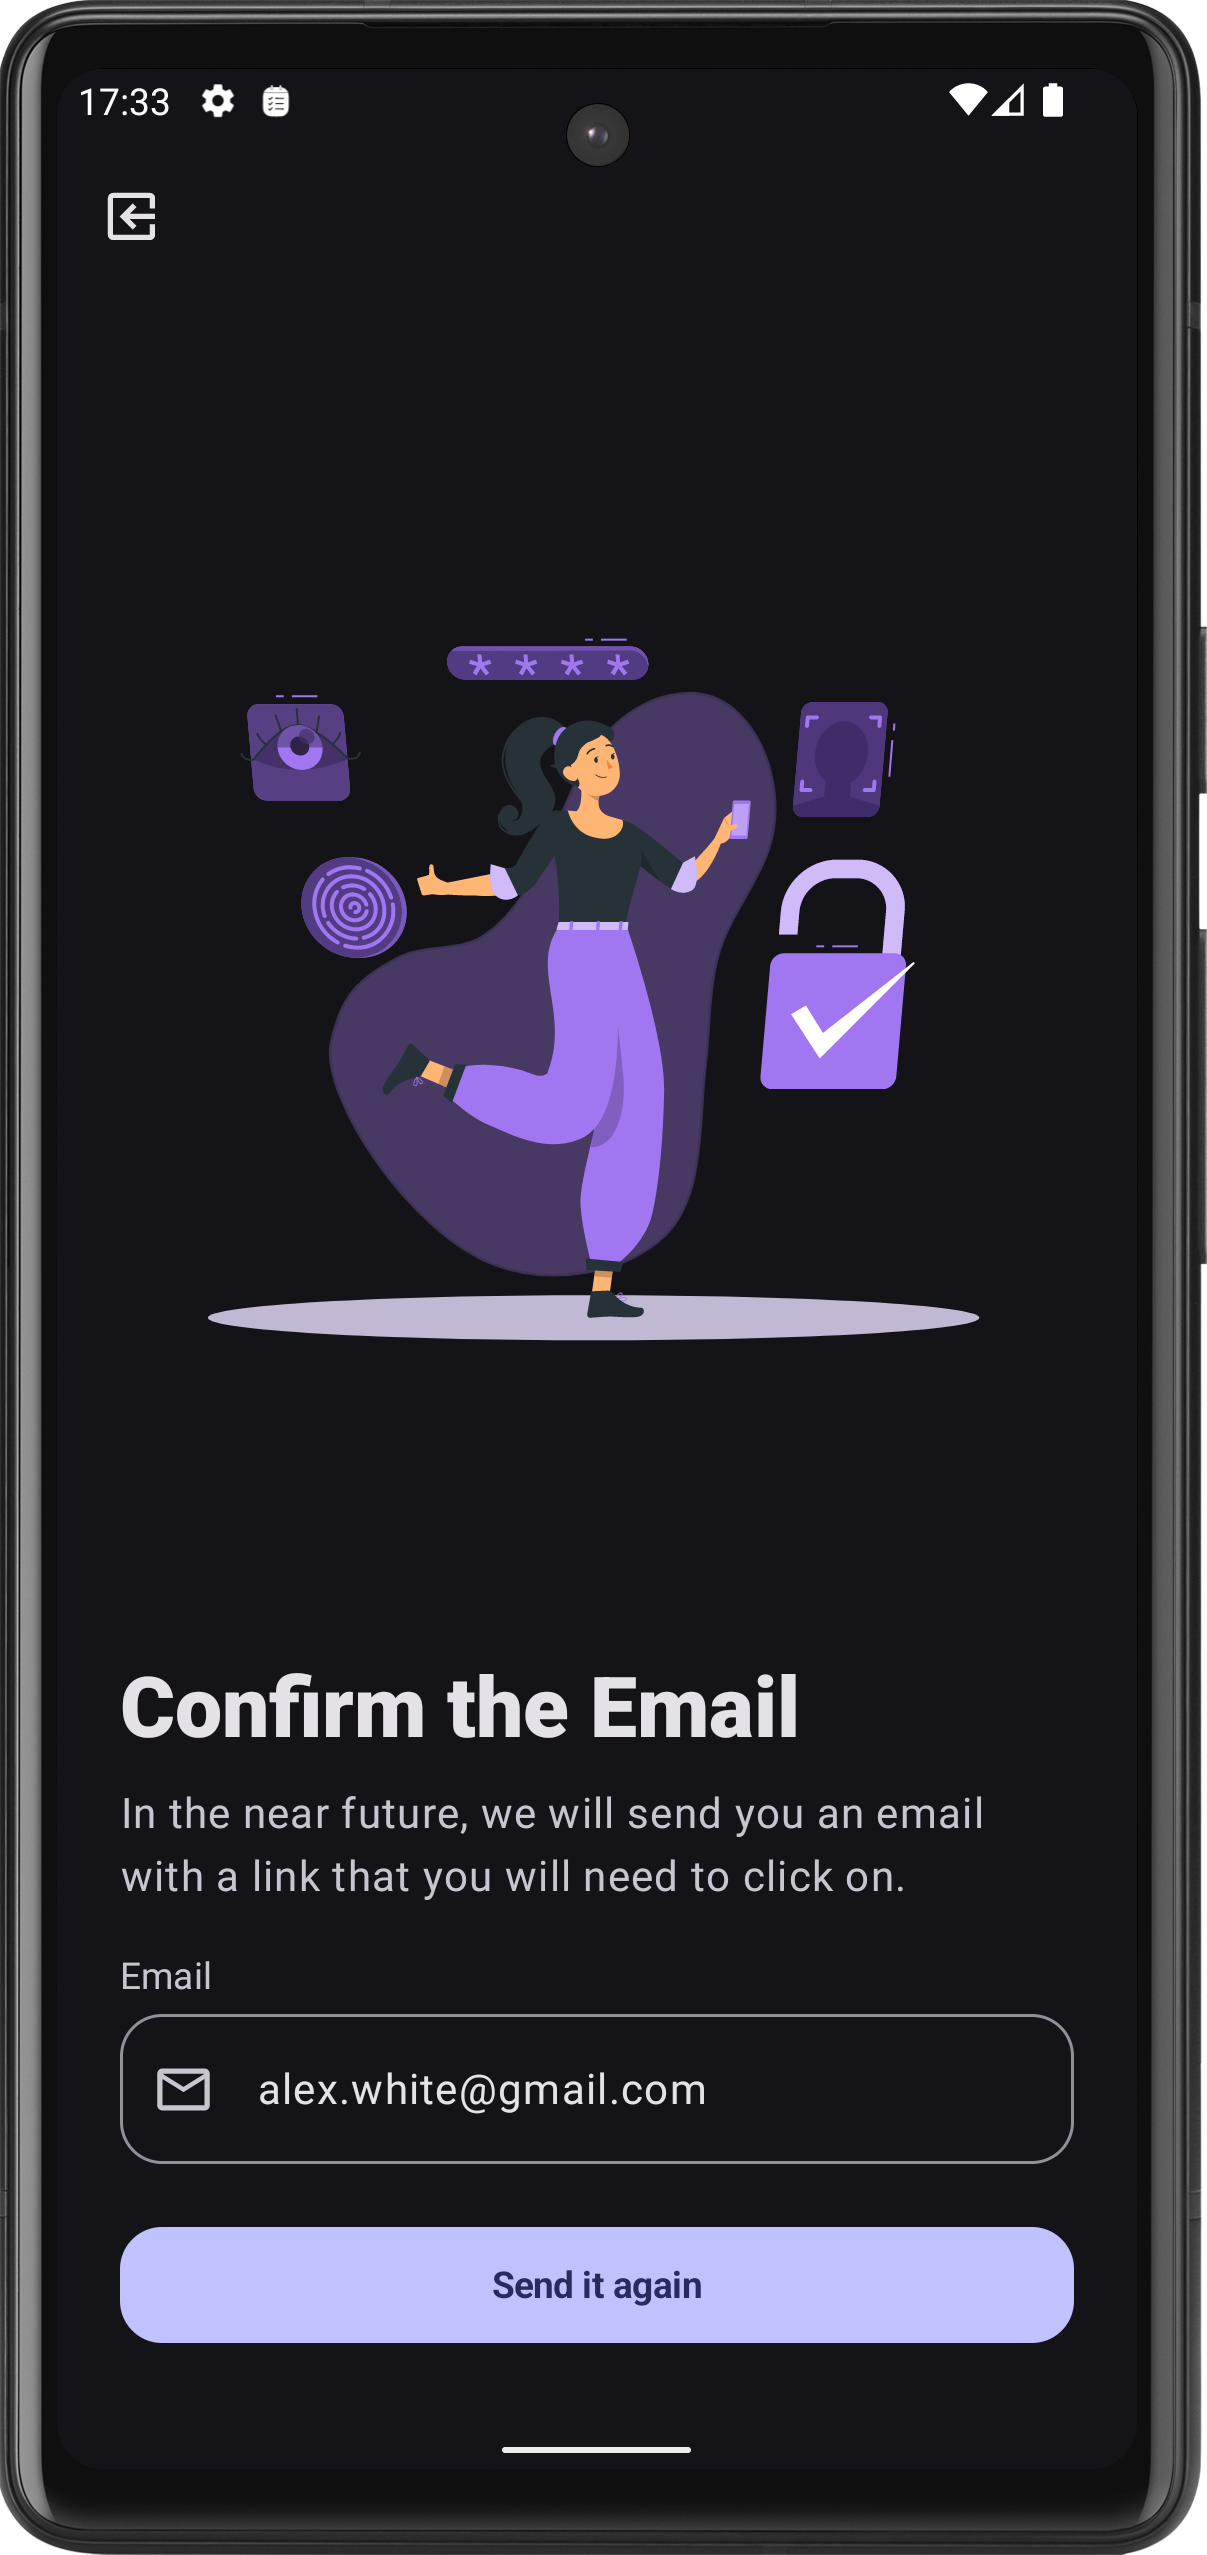 17:33
* * * *
Confirm the Email
In the near future, we will send you an email
with a link that you will need to click on.
Email
alex.white@gmail.com
Send it again